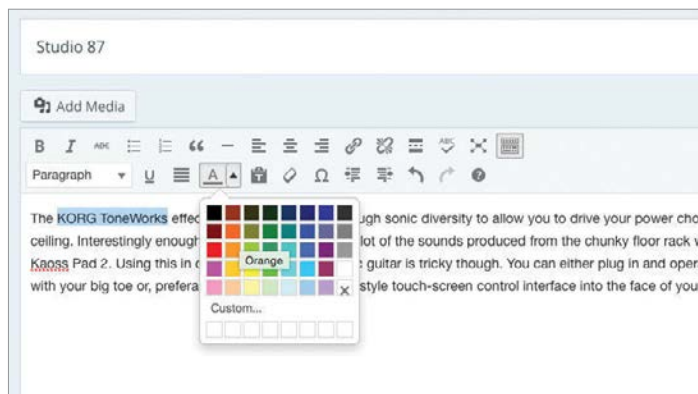 Studio 87
Add Media
B I ABC
ABC
Paragraph U A T Ω ?
The KORG ToneWorks effec ugh sonic diversity to allow you to drive your power cho
ceiling. Interestingly enough lot of the sounds produced from the chunky floor rack w
Orange
Kaoss Pad 2. Using this in c c guitar is tricky though. You can either plug in and oper
with your big toe or, prefera style touch-screen control interface into the face of you
Custom...